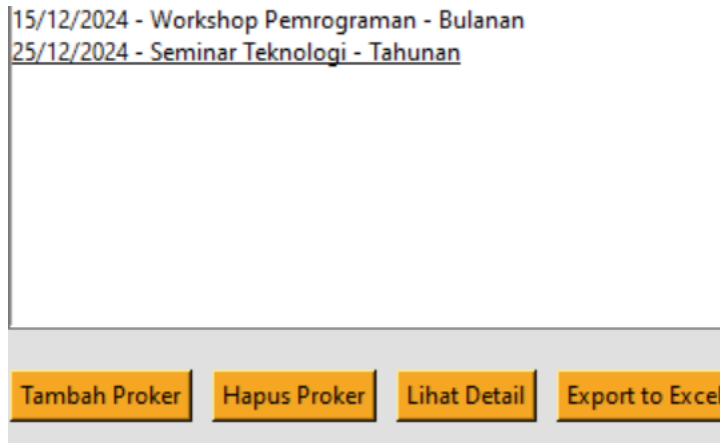 15/12/2024 - Workshop Pemrograman - Bulanan
25/12/2024 - Seminar Teknologi - Tahunan
Tambah Proker Hapus Proker Lihat Detail Export to Excel